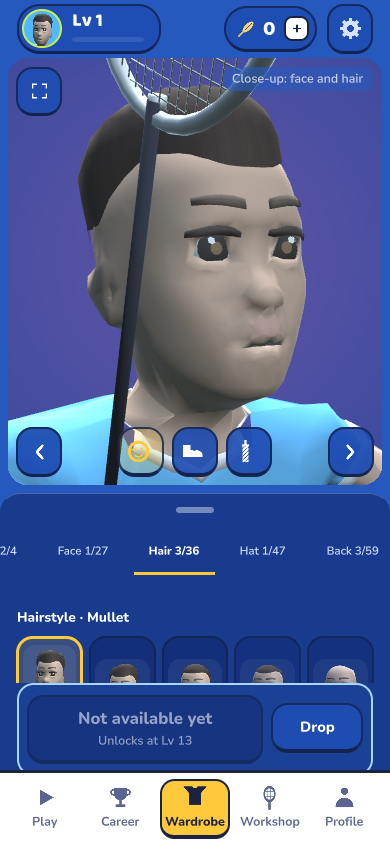 Lv 1
0
+
Close-up: face and hair
2/4
Face 1/27
Hair 3/36
Hat 1/47
Back 3/59
Hairstyle · Mullet
Not available yet
Unlocks at Lv 13
Drop
Play
Career
Wardrobe
Workshop
Profile